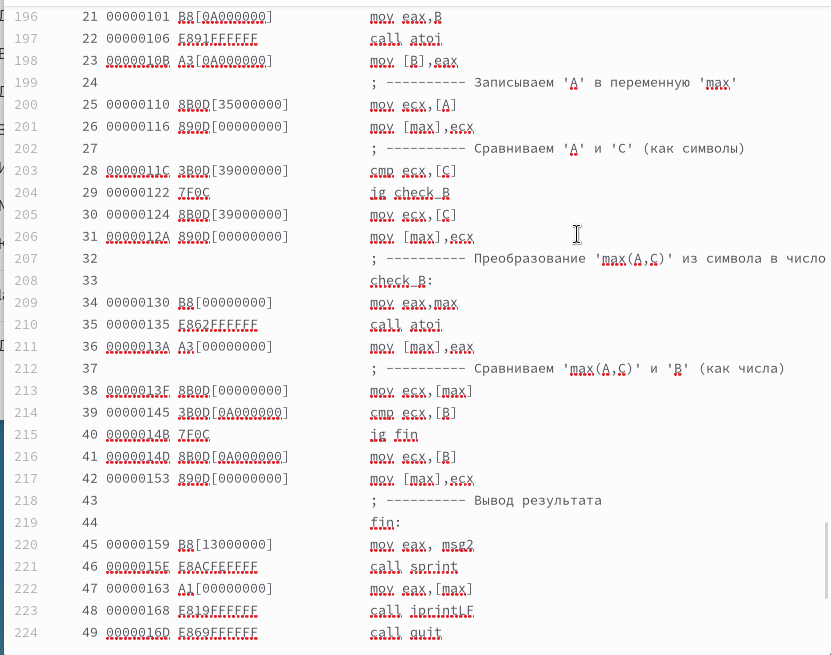 196 21 00000101 B8[0A000000] mov eax,B
197 22 00000106 E891FFFFFF call atoi
198 23 0000010B A3[0A000000] mov [B],eax
199 24 ; ---------- Записываем 'A' в переменную 'max'
200 25 00000110 8B0D[35000000] mov ecx,[A]
201 26 00000116 890D[00000000] mov [max],ecx
202 27 ; ---------- Сравниваем 'A' и 'С' (как символы)
203 28 0000011C 3B0D[39000000] cmp ecx,[C]
204 29 00000122 7F0C jg check_B
205 30 00000124 8B0D[39000000] mov ecx,[C]
206 31 0000012A 890D[00000000] mov [max],ecx
207 32 ; ---------- Преобразование 'max(A,C)' из символа в число
208 33 check_B:
209 34 00000130 B8[00000000] mov eax,max
210 35 00000135 E862FFFFFF call atoi
211 36 0000013A A3[00000000] mov [max],eax
212 37 ; ---------- Сравниваем 'max(A,C)' и 'B' (как числа)
213 38 0000013F 8B0D[00000000] mov ecx,[max]
214 39 00000145 3B0D[0A000000] cmp ecx,[B]
215 40 0000014B 7F0C jg fin
216 41 0000014D 8B0D[0A000000] mov ecx,[B]
217 42 00000153 890D[00000000] mov [max],ecx
218 43 ; ---------- Вывод результата
219 44 fin:
220 45 00000159 B8[13000000] mov eax, msg2
221 46 0000015E E8ACFEFFFF call sprint
222 47 00000163 A1[00000000] mov eax,[max]
223 48 00000168 E819FFFFFF call iprintLF
224 49 0000016D E869FFFFFF call quit